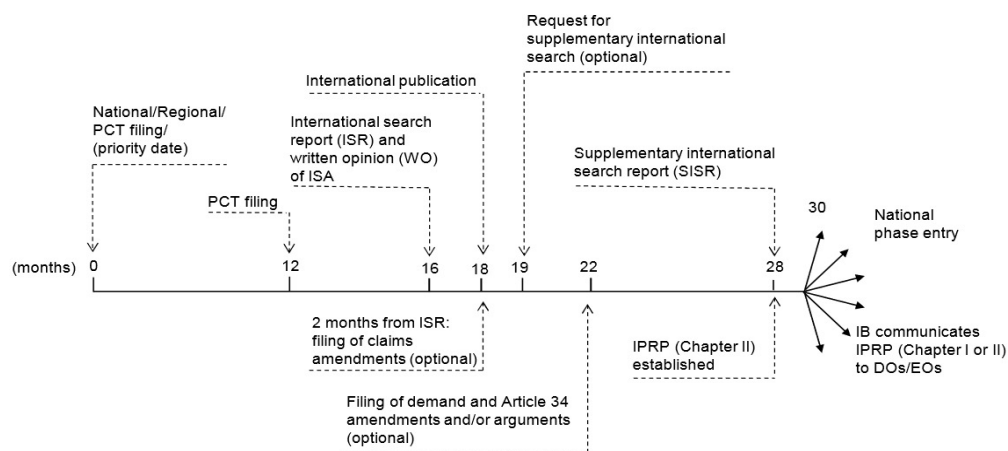 Request for
supplementary international
search (optional)
International publication
National/Regional/
PCT filing/
(priority date)
International search
report (ISR) and
written opinion (WO)
of ISA
Supplementary international
search report (SISR)
PCT filing
30
National
phase entry
(months) 0 12 16 18 19 22 28
2 months from ISR:
filing of claims
amendments (optional)
IPRP (Chapter II)
established
IB communicates
IPRP (Chapter I or II)
to DOs/EOs
Filing of demand and Article 34
amendments and/or arguments
(optional)